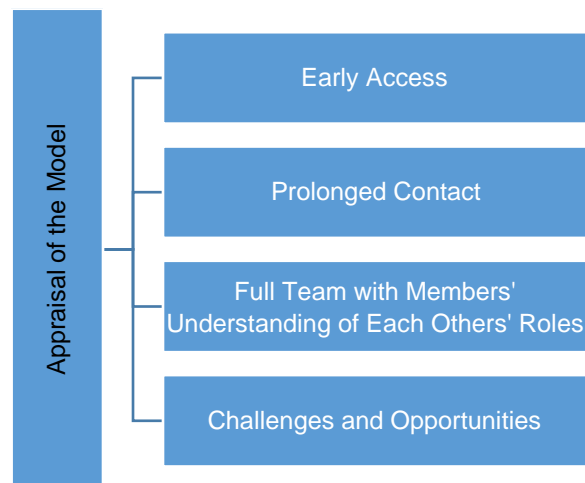 Appraisal of the Model
Early Access
Prolonged Contact
Full Team with Members'
Understanding of Each Others' Roles
Challenges and Opportunities